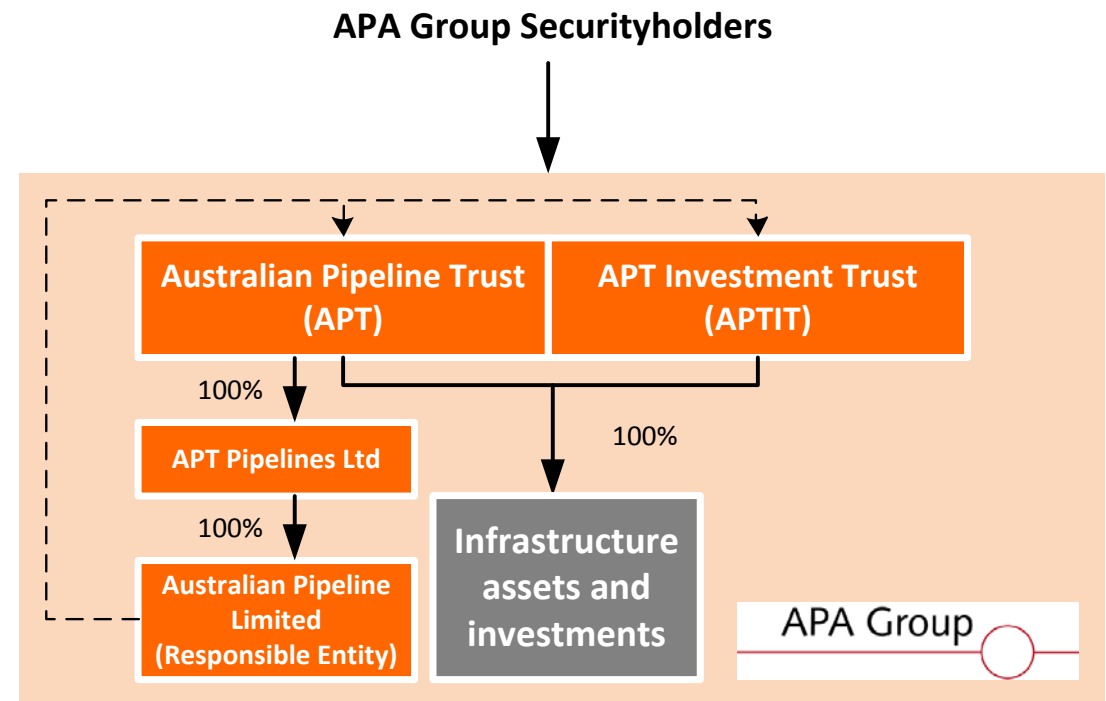 APA Group Securityholders
Australian Pipeline Trust
(APT)
APT Investment Trust
(APTIT)
100%
100%
APT Pipelines Ltd
100%
Infrastructure
assets and
investments
Australian Pipeline
Limited
(Responsible Entity)
APA Group